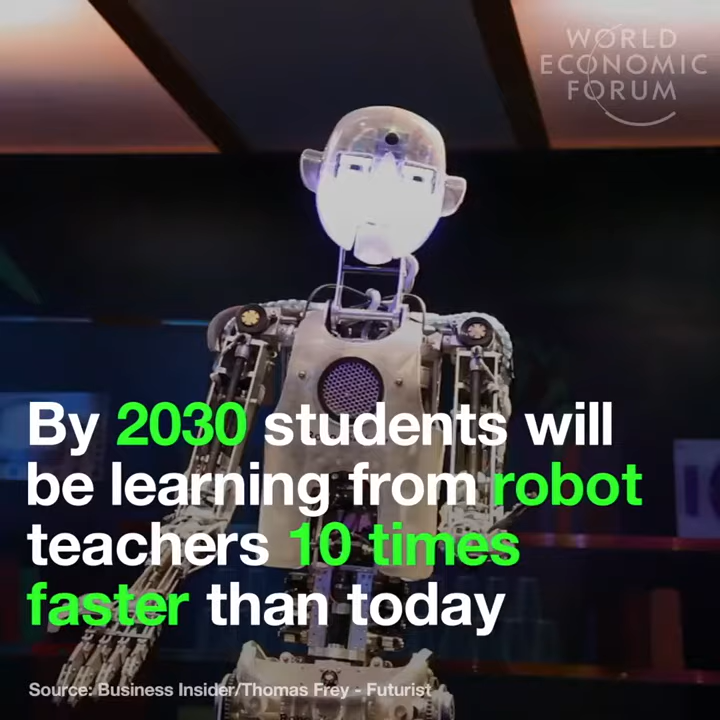 WORLD
ECONOMIC
FORUM
By 2030 students will
be learning from robot
teachers 10 times
faster than today
Source: Business Insider/Thomas Frey - Futurist